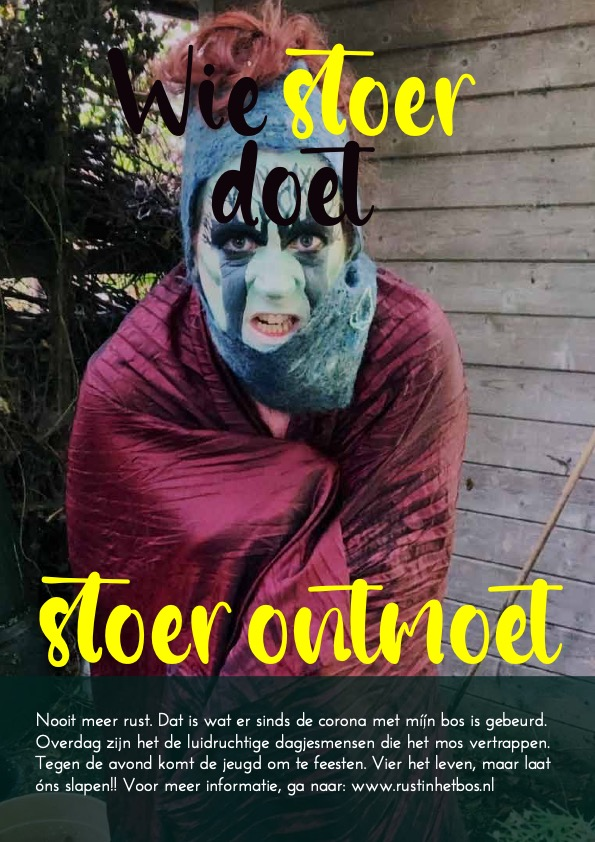 Wie stoer
doet
stoer ontmoet
Nooit meer rust. Dat is wat er sinds de corona met míjn bos is gebeurd.
Overdag zijn het de luidruchtige dagjesmensen die het mos vertrappen.
Tegen de avond komt de jeugd om te feesten. Vier het leven, maar laat
óns slapen!! Voor meer informatie, ga naar: www.rustinhetbos.nl